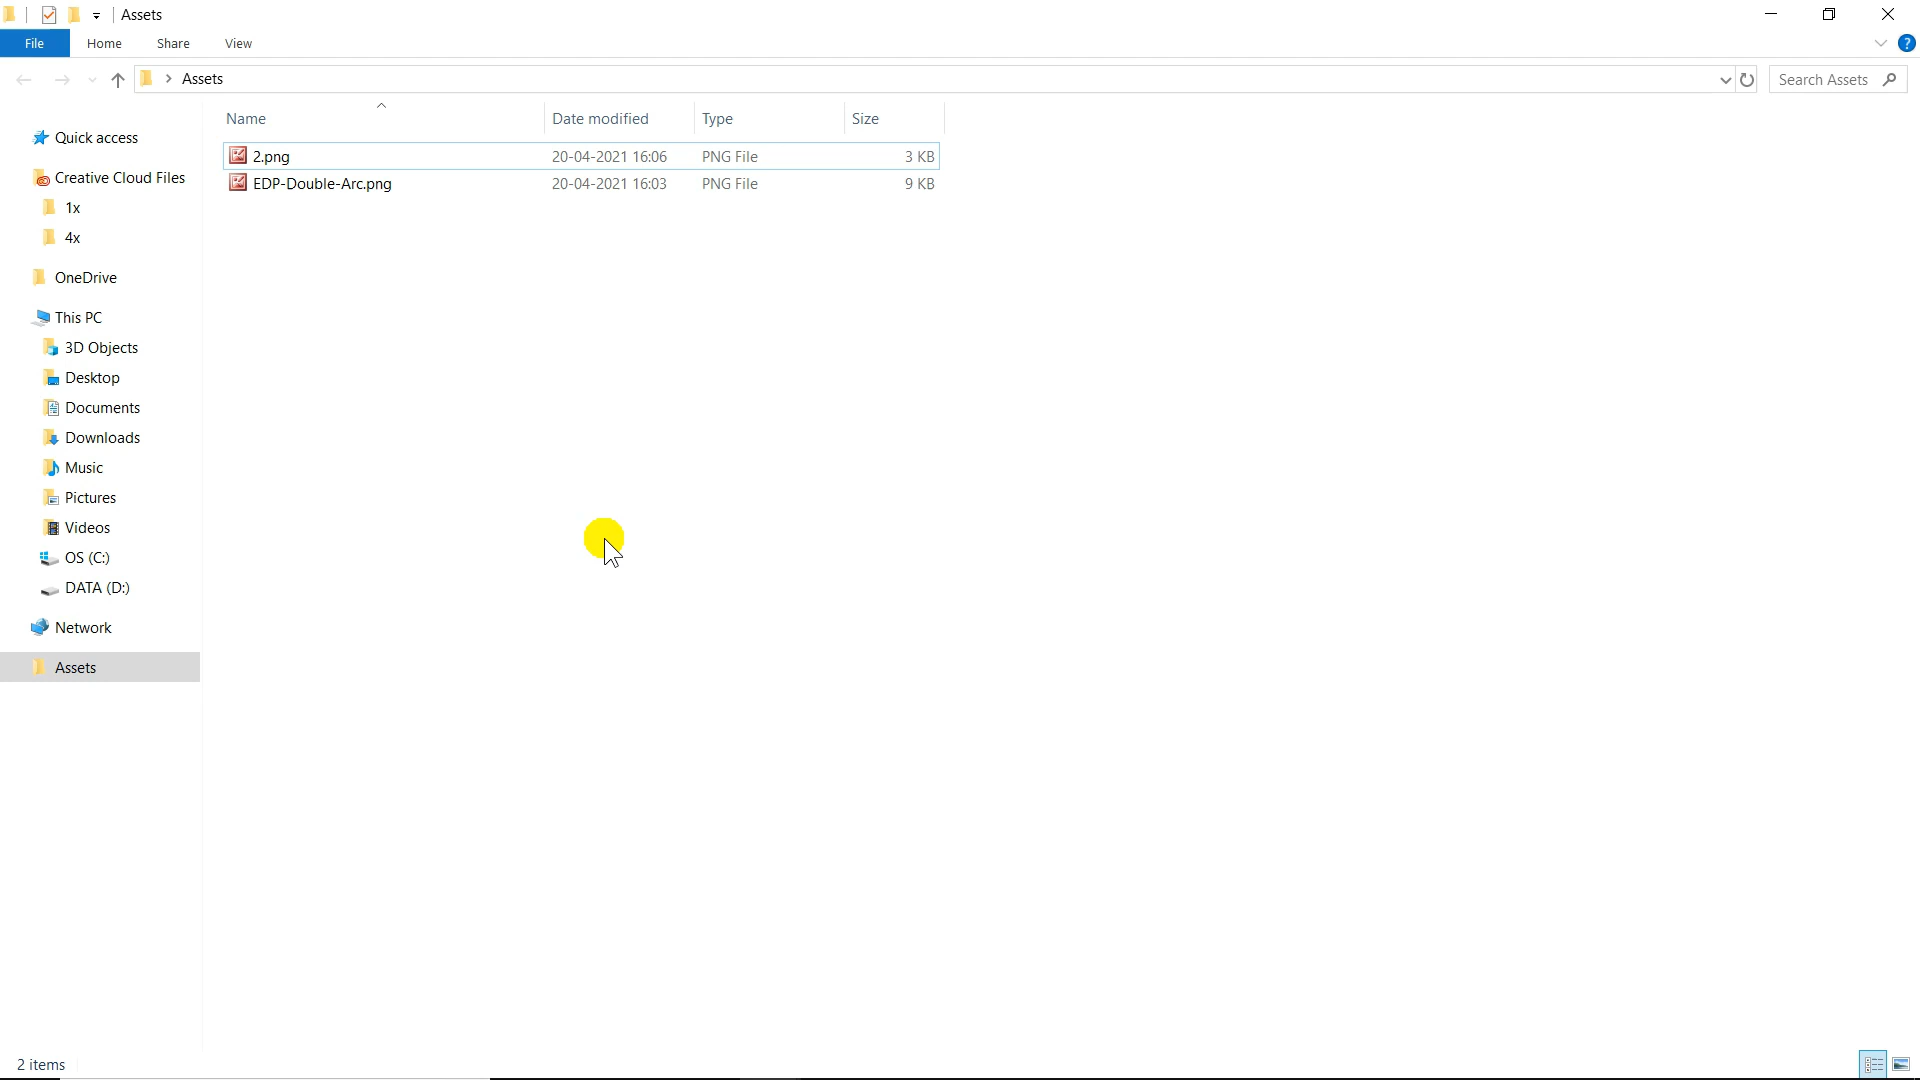 Assets
File Home Share View
Assets
Search Assets
Name Date modified Type Size
2.png 20-04-2021 16:06 PNG File 3 KB
EDP-Double-Arc.png 20-04-2021 16:03 PNG File 9 KB
Quick access
Creative Cloud Files
1x
4x
OneDrive
This PC
3D Objects
Desktop
Documents
Downloads
Music
Pictures
Videos
OS (C:)
DATA (D:)
Network
Assets
2 items